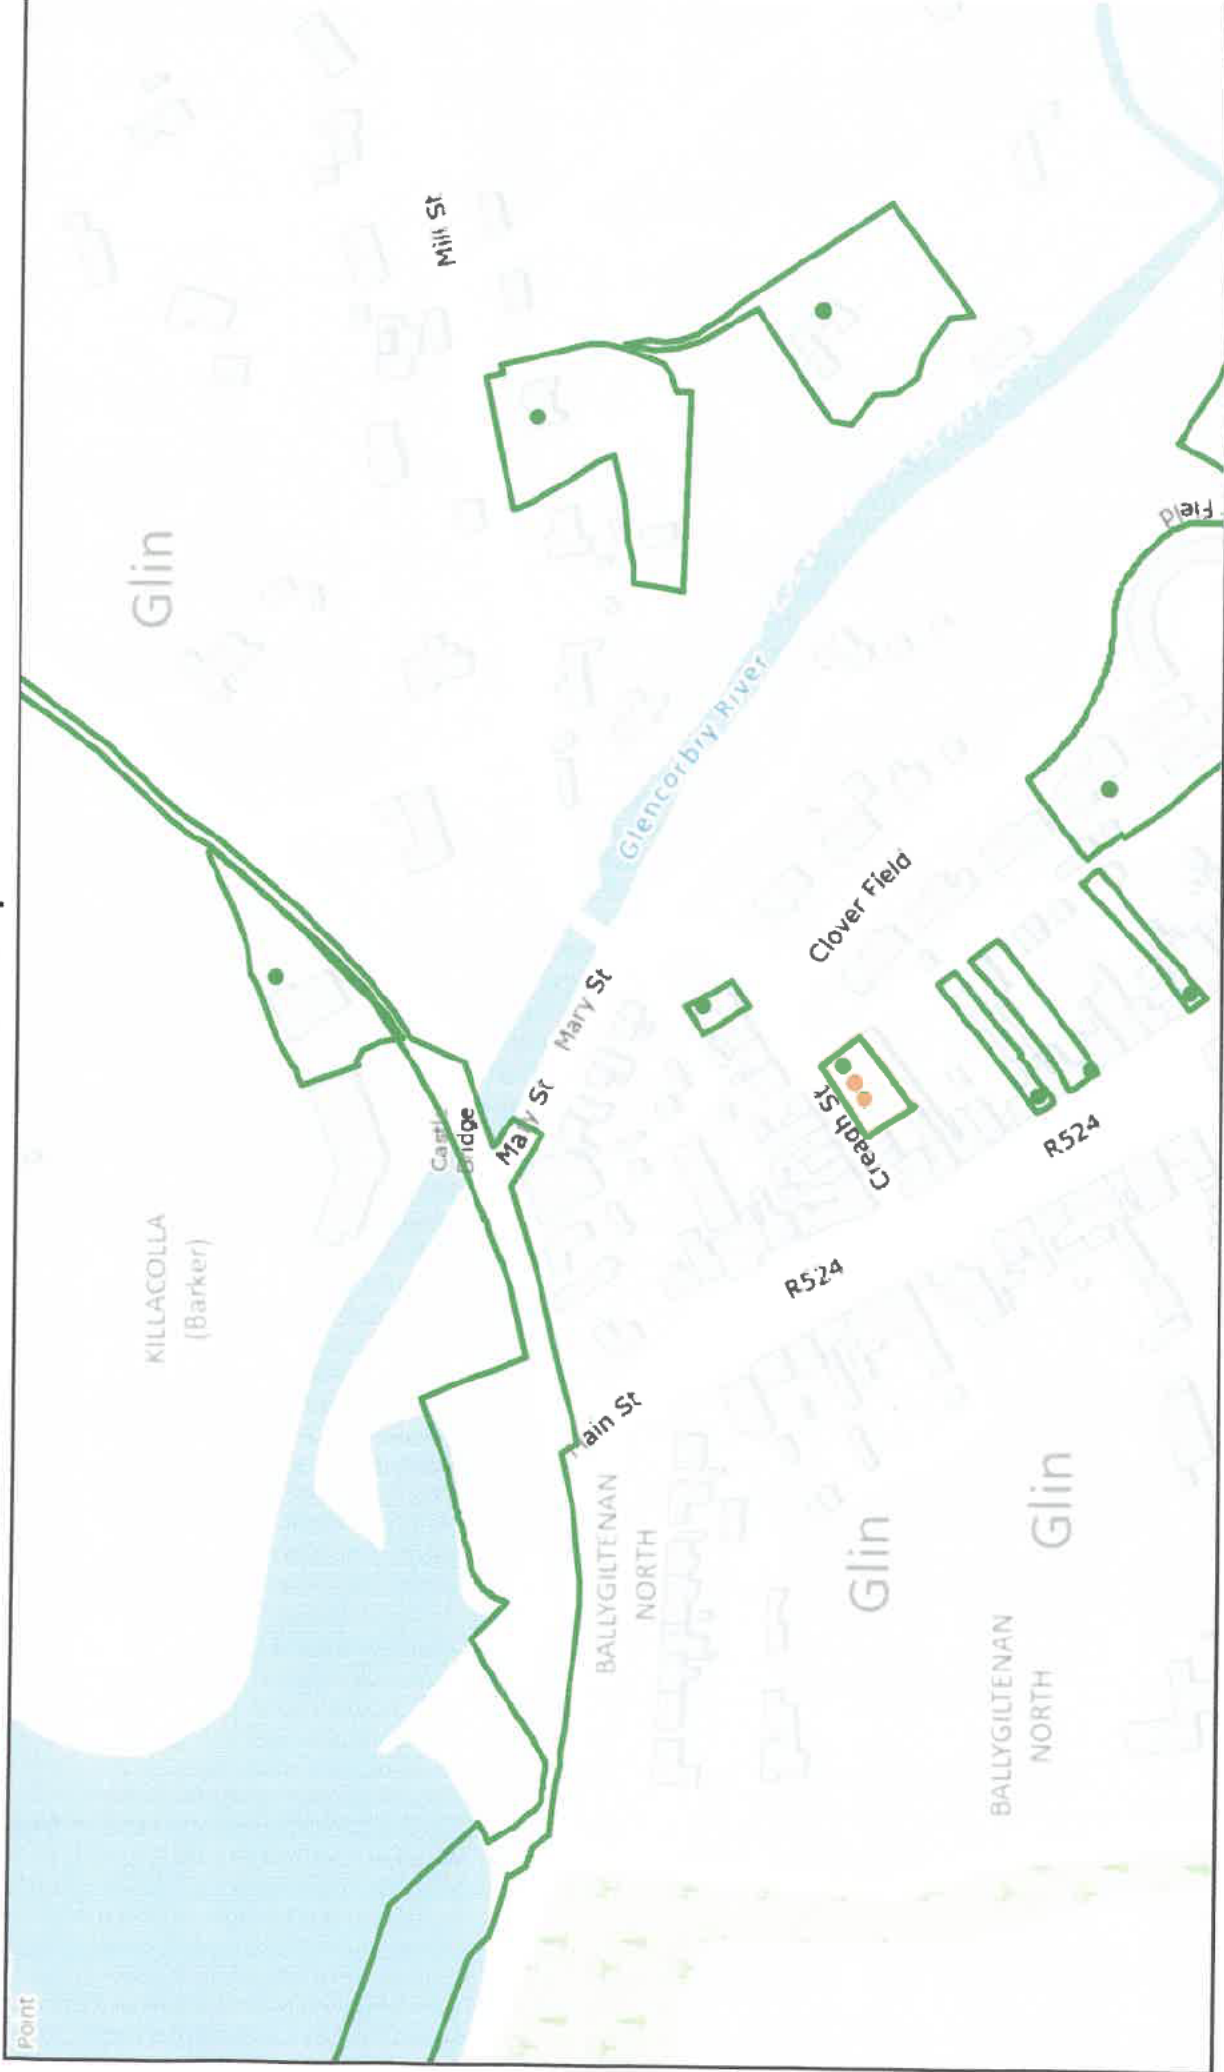 Point
KILLACOLLA
(Barker)
Glin
Mill St
Castle
Bridge
Mary St
Mary St
BALLYGILTENAN
NORTH
Main St
Glencorbry River
R524
Creagh St
Clover Field
Glin
BALLYGILTENAN
NORTH
Glin
R524